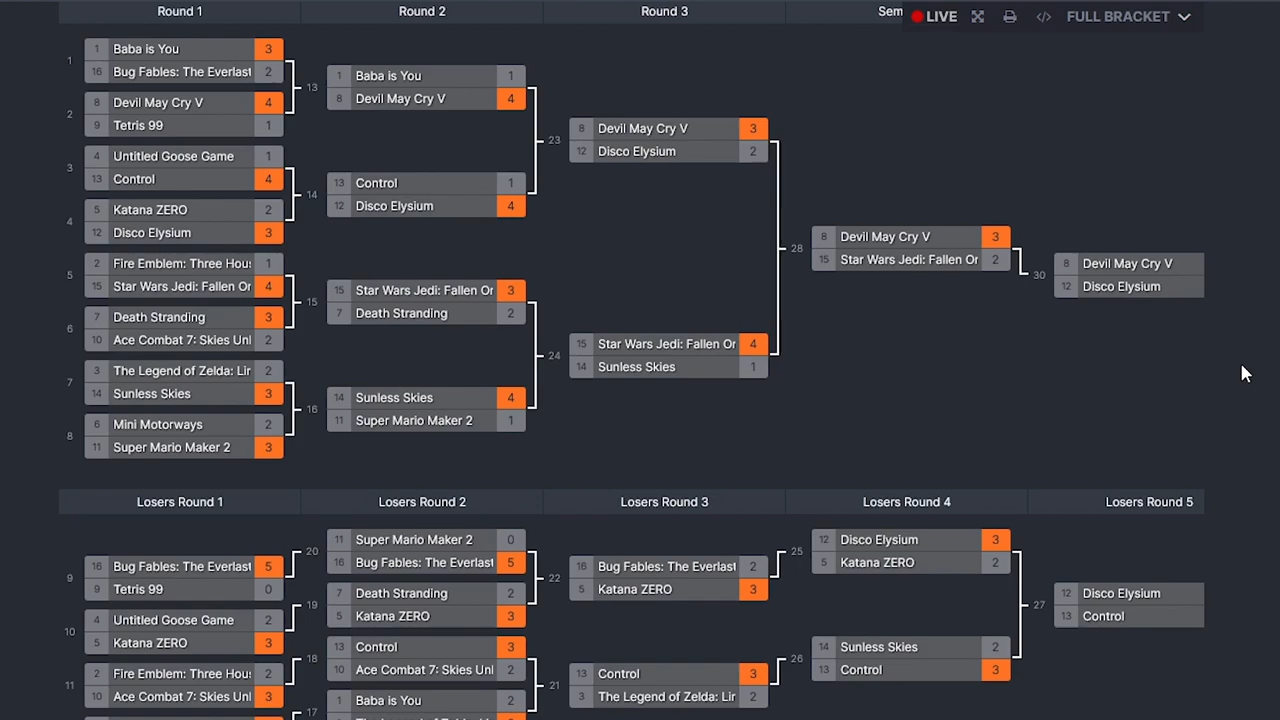 Round 1
Round 2
Round 3
Sem
LIVE
FULL BRACKET
1
1 Baba is You 3
16 Bug Fables: The Everlast 2
2
8 Devil May Cry V 4
9 Tetris 99 1
3
4 Untitled Goose Game 1
13 Control 4
4
5 Katana ZERO 2
12 Disco Elysium 3
5
2 Fire Emblem: Three Hou 1
15 Star Wars Jedi: Fallen Or 4
6
7 Death Stranding 3
10 Ace Combat 7: Skies Unl 2
7
3 The Legend of Zelda: Lir 2
14 Sunless Skies 3
8
6 Mini Motorways 2
11 Super Mario Maker 2 3
13
1 Baba is You 1
8 Devil May Cry V 4
14
13 Control 1
12 Disco Elysium 4
15
15 Star Wars Jedi: Fallen Or 3
7 Death Stranding 2
16
14 Sunless Skies 4
11 Super Mario Maker 2 1
23
8 Devil May Cry V 3
12 Disco Elysium 2
24
15 Star Wars Jedi: Fallen Or 4
14 Sunless Skies 1
28
8 Devil May Cry V 3
15 Star Wars Jedi: Fallen Or 2
30
8 Devil May Cry V
12 Disco Elysium
Losers Round 1
Losers Round 2
Losers Round 3
Losers Round 4
Losers Round 5
9
16 Bug Fables: The Everlast 5
9 Tetris 99 0
10
4 Untitled Goose Game 2
5 Katana ZERO 3
11
2 Fire Emblem: Three Hou 2
10 Ace Combat 7: Skies Unl 3
20
11 Super Mario Maker 2 0
16 Bug Fables: The Everlast 5
19
7 Death Stranding 2
5 Katana ZERO 3
18
13 Control 3
10 Ace Combat 7: Skies Unl 2
17
1 Baba is You 2
22
16 Bug Fables: The Everlast 2
5 Katana ZERO 3
21
13 Control 3
3 The Legend of Zelda: Lir 2
25
12 Disco Elysium 3
5 Katana ZERO 2
26
14 Sunless Skies 2
13 Control 3
27
12 Disco Elysium
13 Control